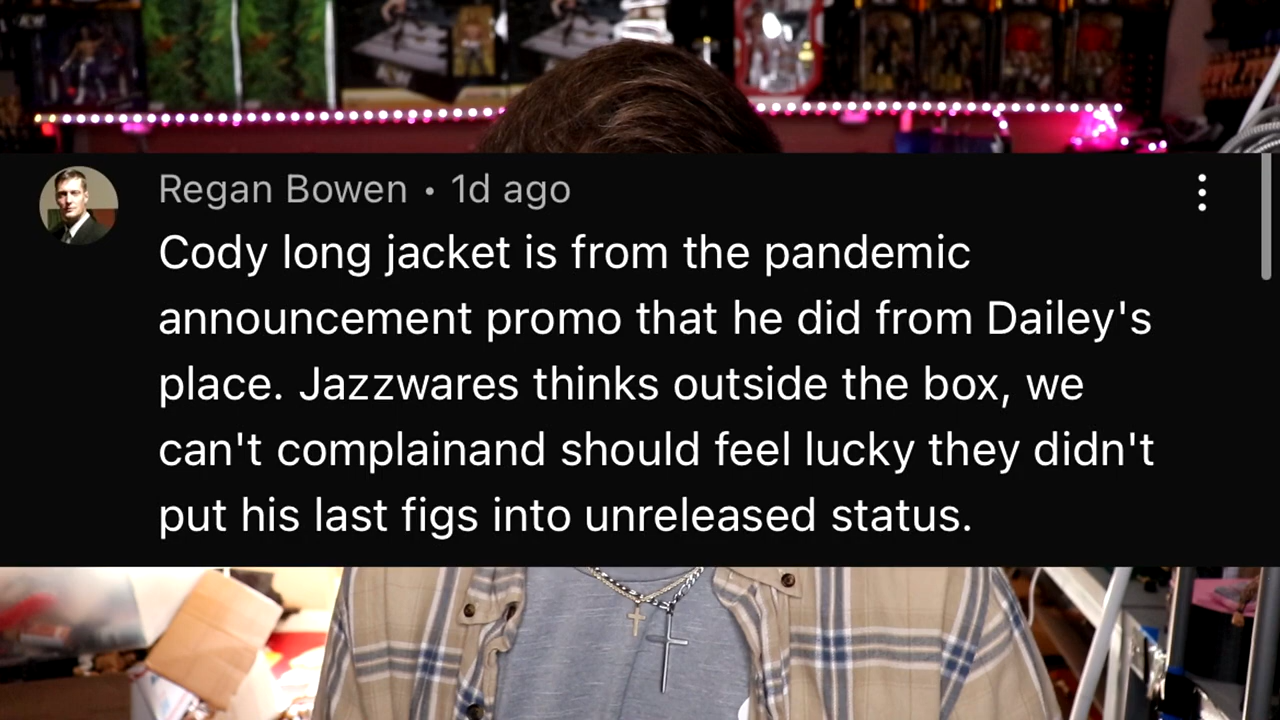 Regan Bowen • 1d ago
Cody long jacket is from the pandemic
announcement promo that he did from Dailey's
place. Jazzwares thinks outside the box, we
can't complainand should feel lucky they didn't
put his last figs into unreleased status.